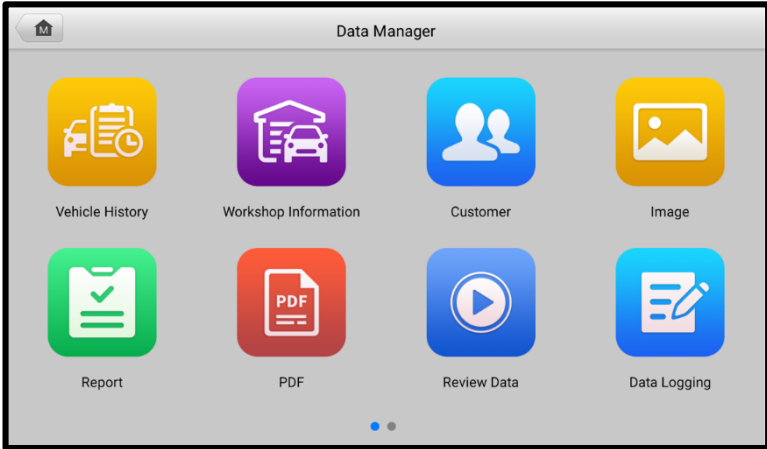 M
Data Manager
Vehicle History
Workshop Information
Customer
Image
PDF
Report
PDF
Review Data
Data Logging